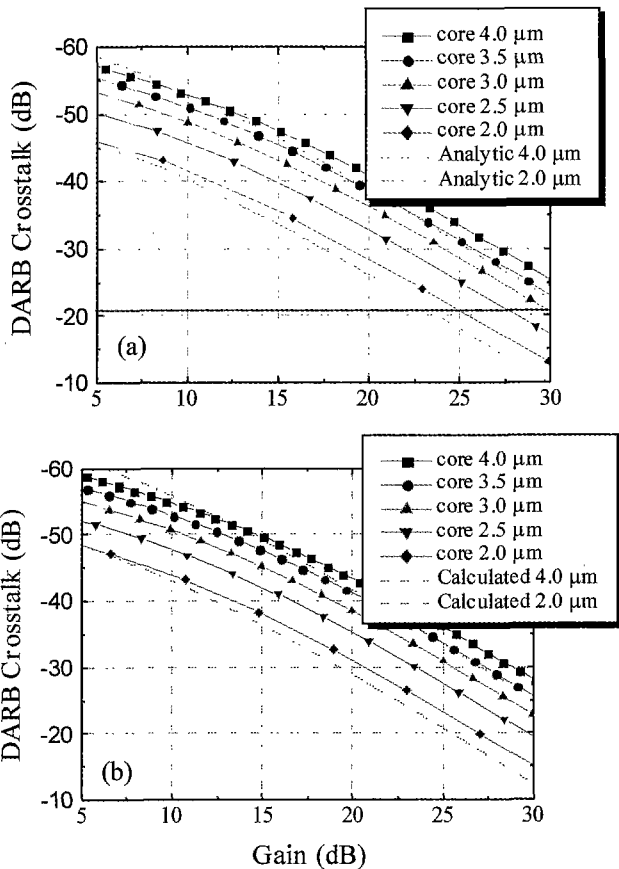 core 4.0 μm
core 3.5 μm
core 3.0 μm
core 2.5 μm
core 2.0 μm
Analytic 4.0 μm
Analytic 2.0 μm
DARB Crosstalk (dB)
-60
-50
-40
-30
-20
-10
(a)
5 10 15 20 25 30
core 4.0 μm
core 3.5 μm
core 3.0 μm
core 2.5 μm
core 2.0 μm
Calculated 4.0 μm
Calculated 2.0 μm
DARB Crosstalk (dB)
-60
-50
-40
-30
-20
-10
(b)
5 10 15 20 25 30
Gain (dB)